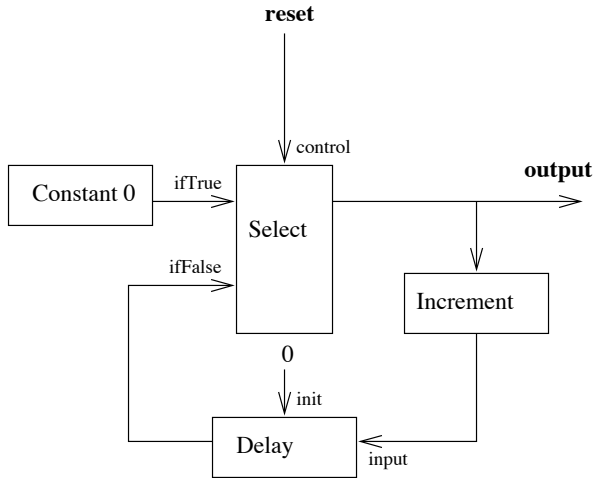 reset
control
output
ifTrue
Constant 0
Select
ifFalse
Increment
0
init
Delay
input